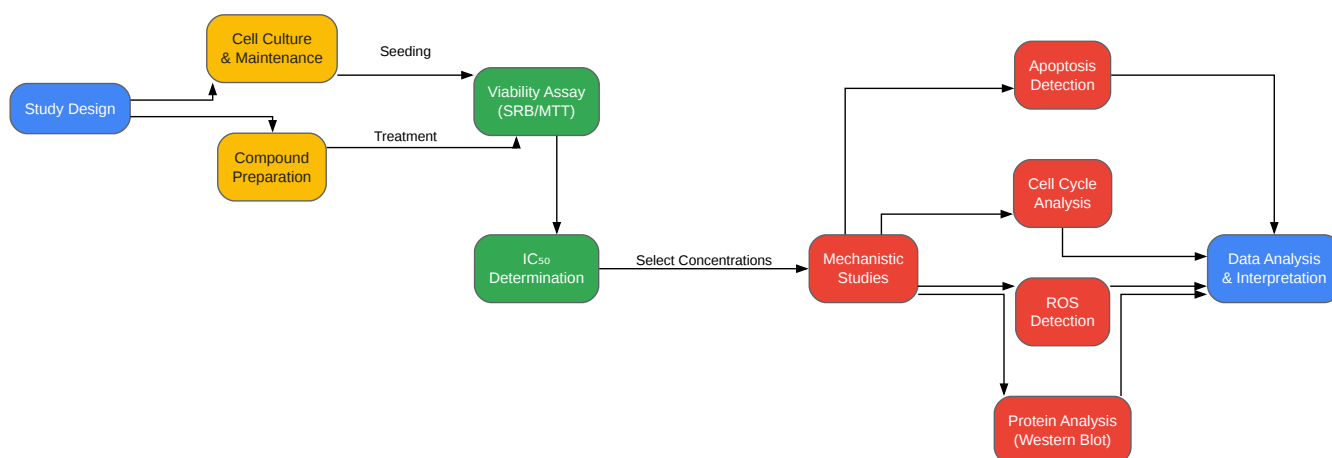 Study Design
Cell Culture
& Maintenance
Compound
Preparation
Seeding
Treatment
Viability Assay
(SRB/MTT)
IC₅₀
Determination
Select Concentrations
Mechanistic
Studies
Apoptosis
Detection
Cell Cycle
Analysis
ROS
Detection
Protein Analysis
(Western Blot)
Data Analysis
& Interpretation